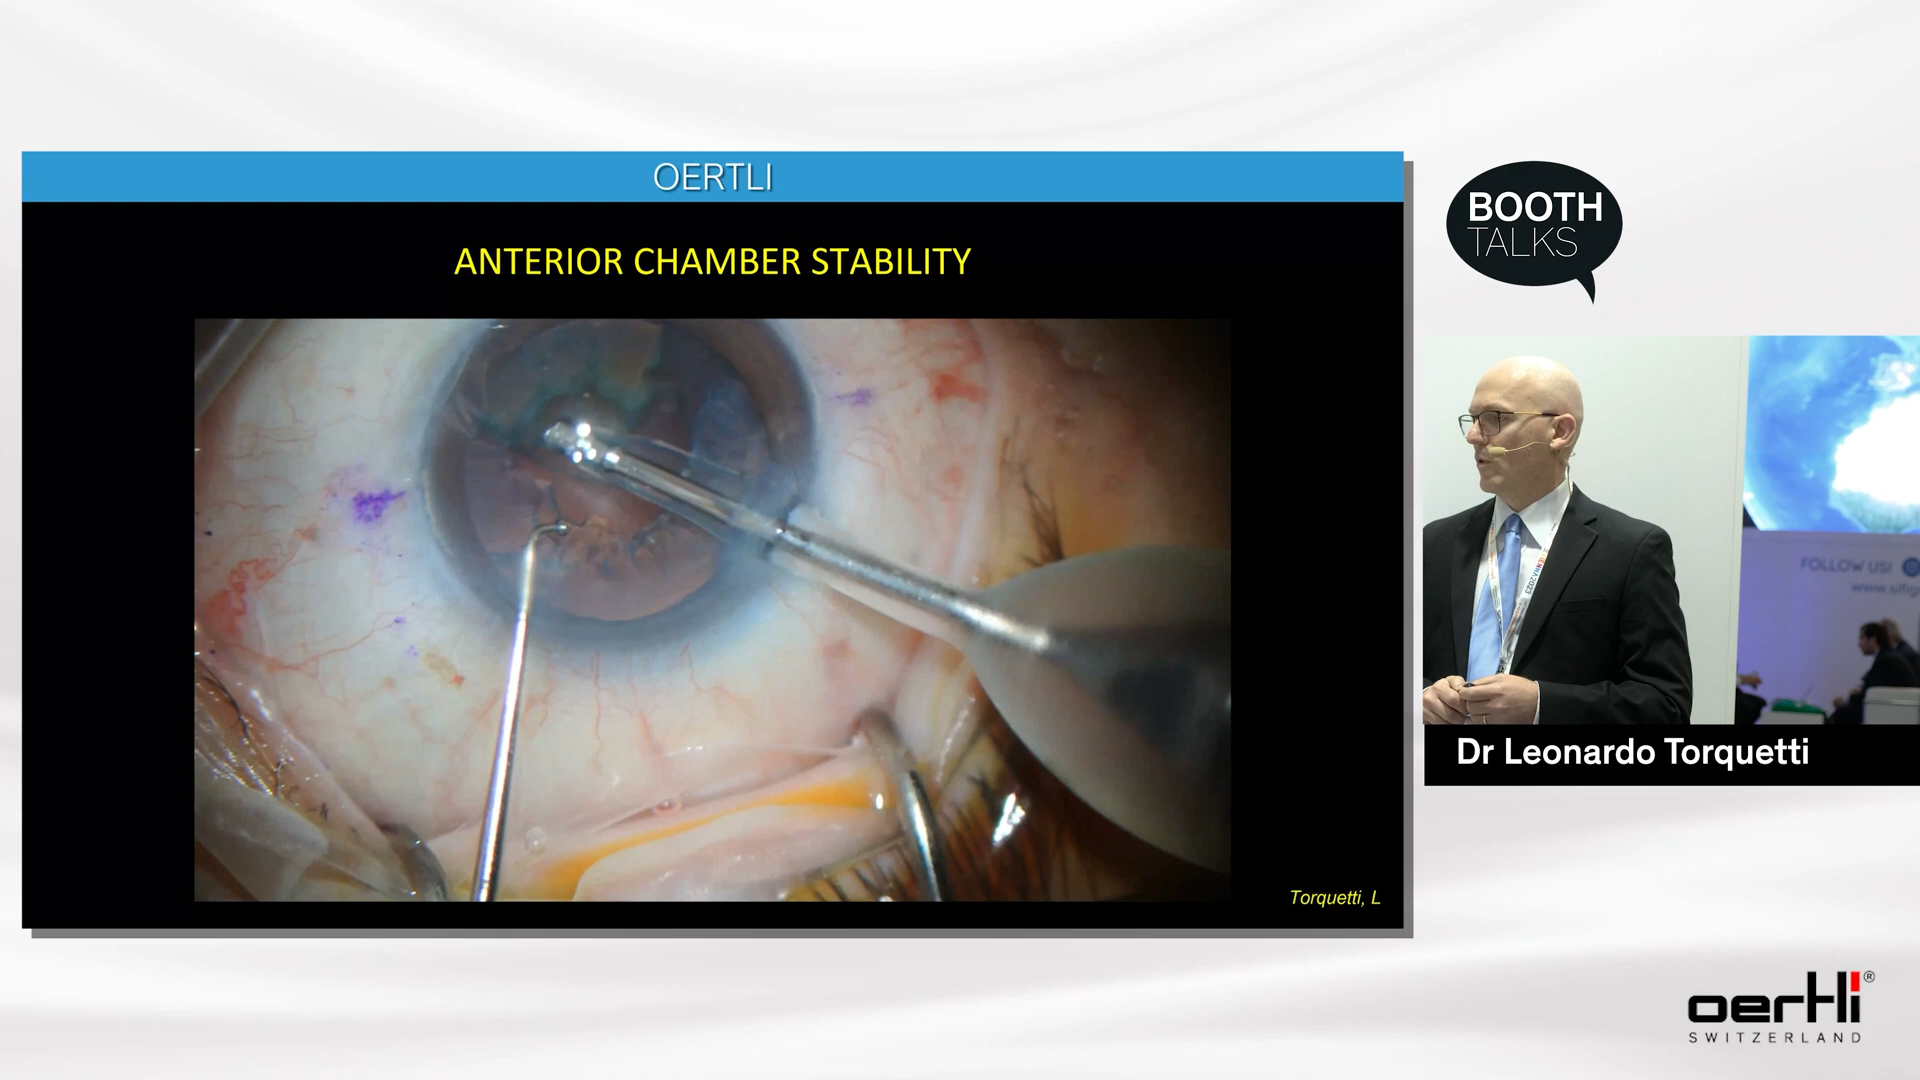 OERTLI
ANTERIOR CHAMBER STABILITY
Torquetti, L
BOOTH
TALKS
FOLLOW US!
Dr Leonardo Torquetti
oertli®
SWITZERLAND